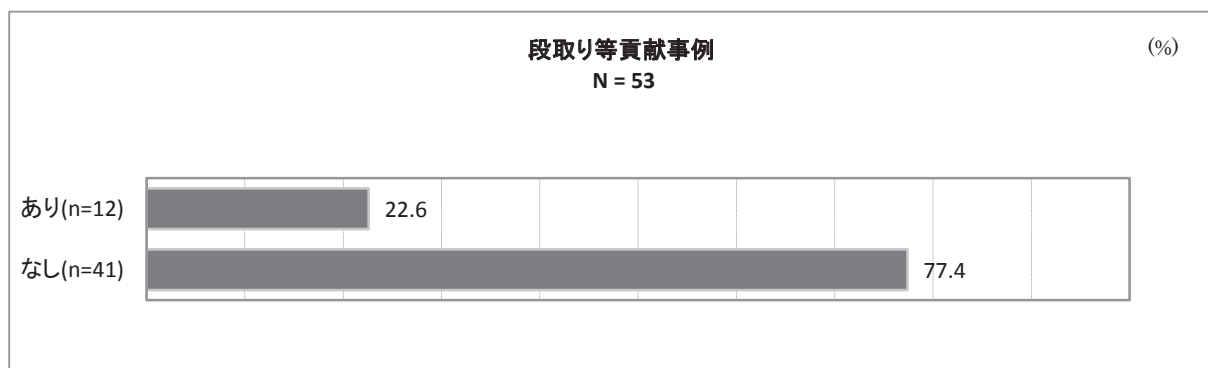 段取り等貢献事例
(%)
N = 53
あり(n=12)
22.6
なし(n=41)
77.4